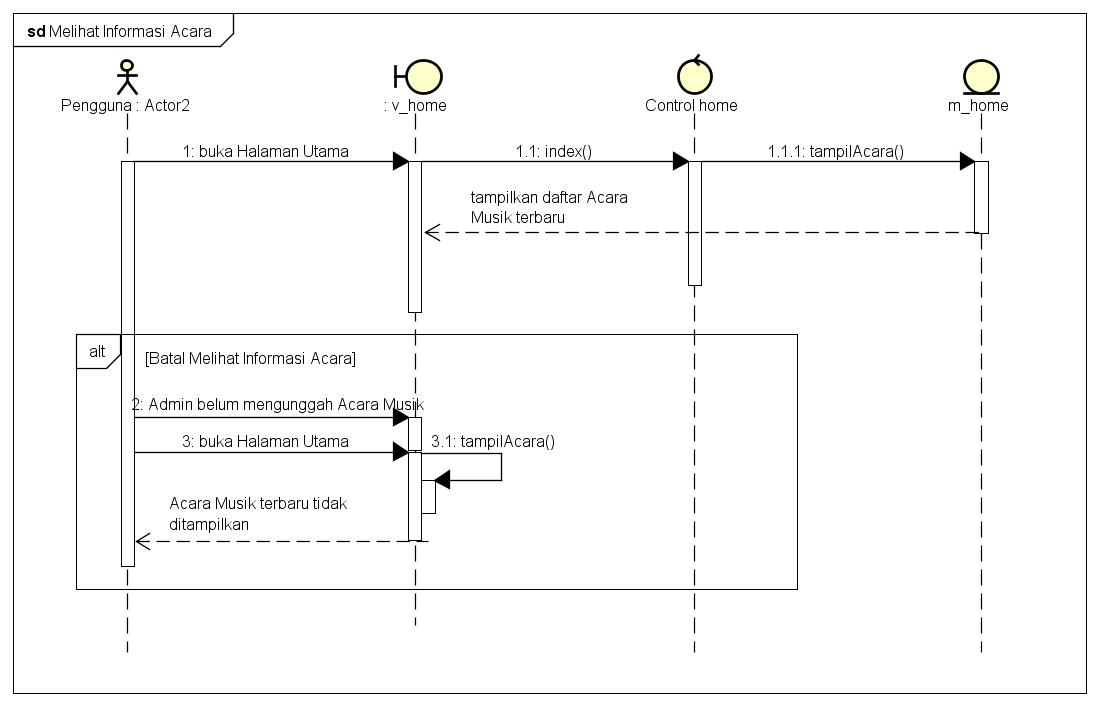 sd Melihat Informasi Acara
Pengguna : Actor2
: v_home
Control home
m_home
1: buka Halaman Utama
1.1: index()
1.1.1: tampilAcara()
tampilkan daftar Acara
Musik terbaru
alt
[Batal Melihat Informasi Acara]
2: Admin belum mengunggah Acara Musik
3: buka Halaman Utama
3.1: tampilAcara()
Acara Musik terbaru tidak
ditampilkan